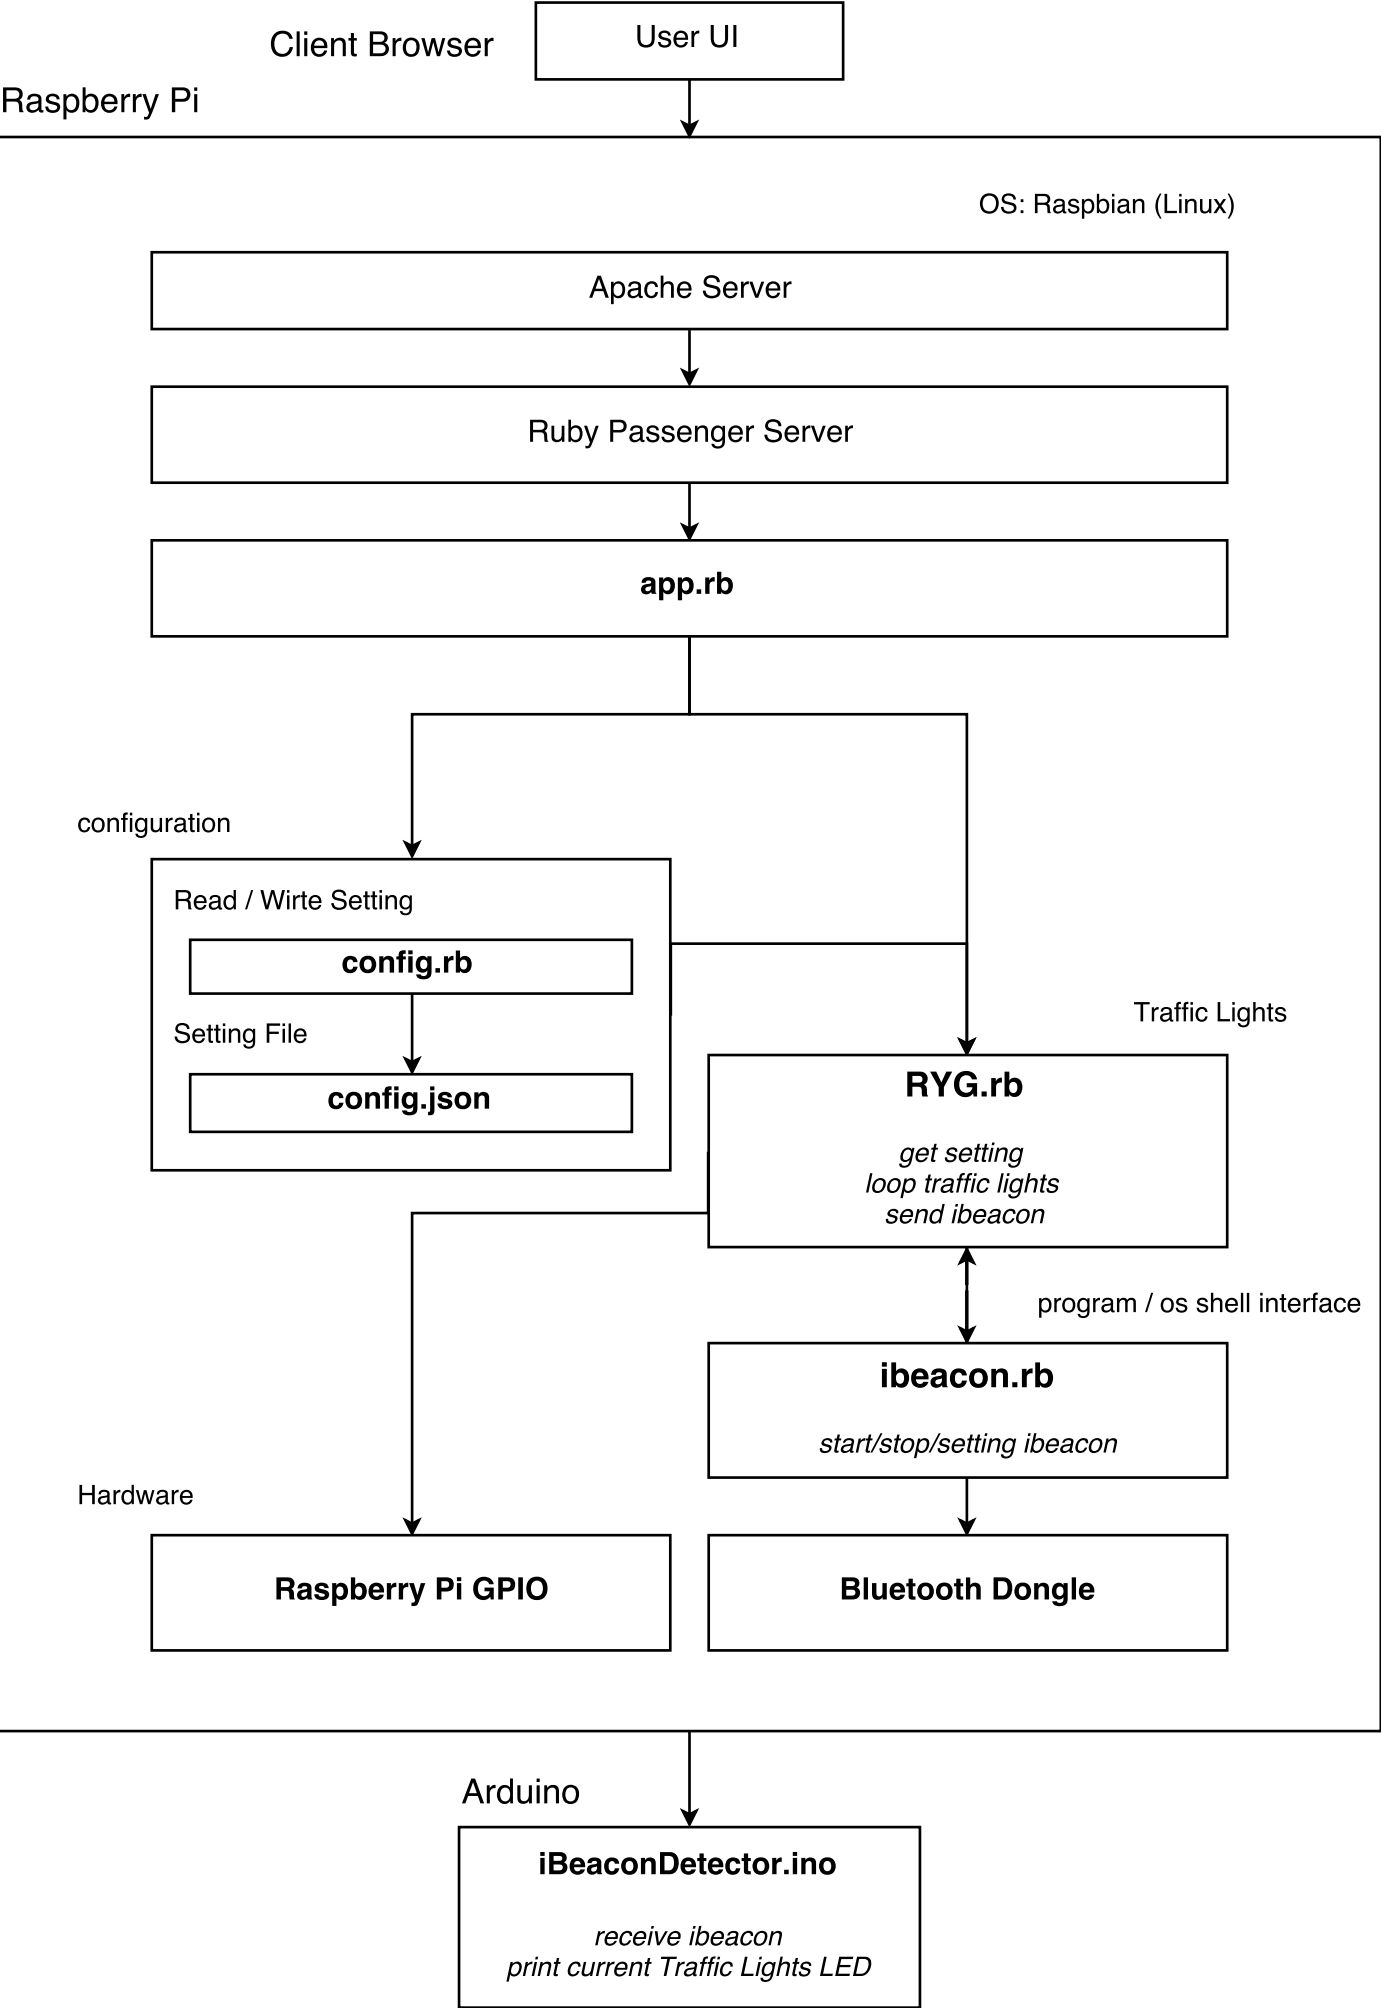 User UI
Client Browser
Raspberry Pi
OS: Raspbian (Linux)
Apache Server
Ruby Passenger Server
app.rb
configuration
Read / Wirte Setting
config.rb
Setting File
config.json
Traffic Lights
RYG.rb
get setting
loop traffic lights
send ibeacon
program / os shell interface
ibeacon.rb
start/stop/setting ibeacon
Hardware
Raspberry Pi GPIO
Bluetooth Dongle
Arduino
iBeaconDetector.ino
receive ibeacon
print current Traffic Lights LED